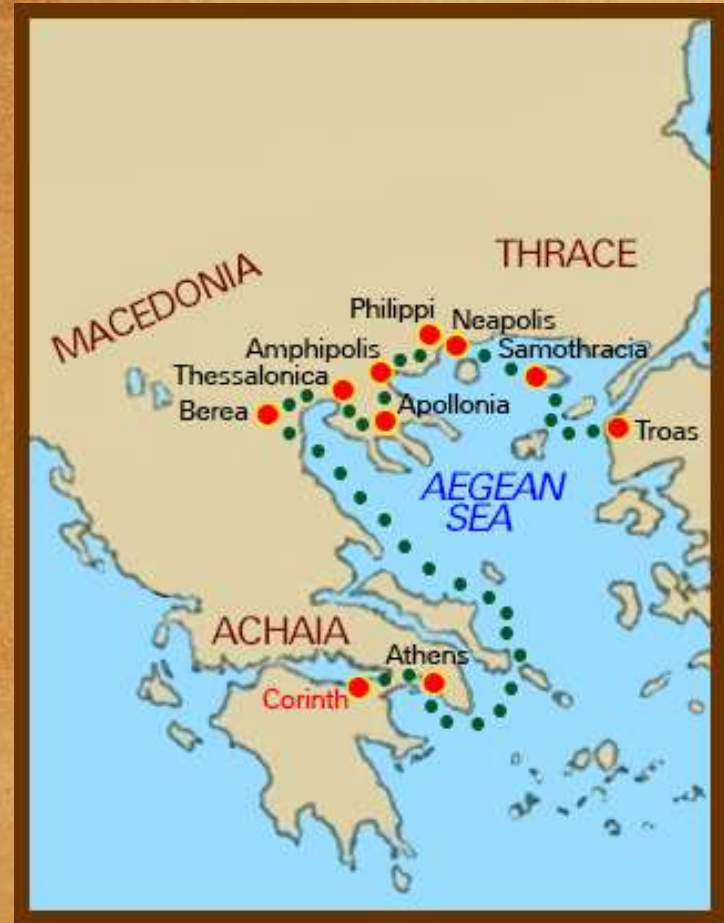 THRACE
MACEDONIA
Philippi
Neapolis
Amphipolis
Samothracia
Thessalonica
Berea
Apollonia
Troas
AEGEAN
SEA
ACHAIA
Athens
Corinth